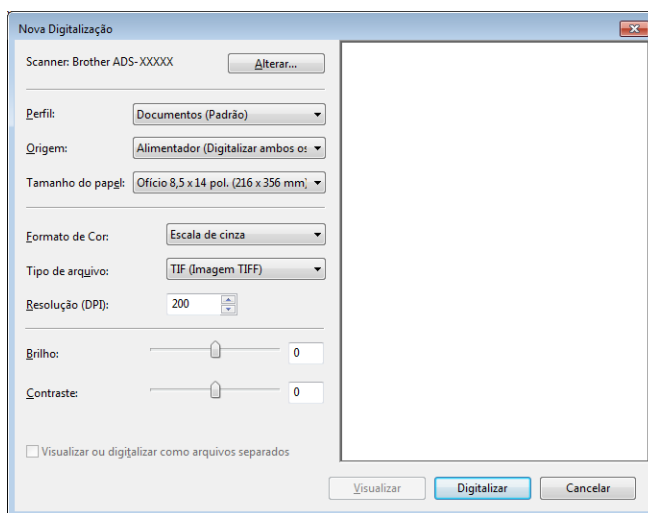 Nova Digitalização
Scanner: Brother ADS-XXXXX
Alterar...
Perfil: Documentos (Padrão)
Origem: Alimentador (Digitalizar ambos os
Tamanho do papel: Ofício 8,5 x 14 pol. (216 x 356 mm)
Formato de Cor: Escala de cinza
Tipo de arquivo: TIF (Imagem TIFF)
Resolução (DPI): 200
Brilho: 0
Contraste: 0
Visualizar ou digitalizar como arquivos separados
Visualizar Digitalizar Cancelar